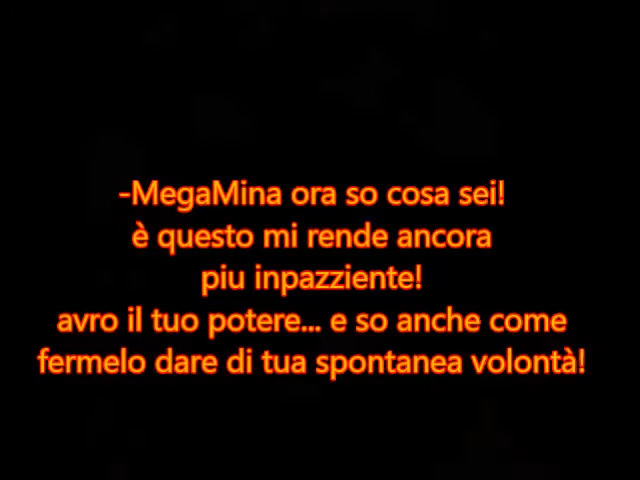 -MegaMina ora so cosa sei!
è questo mi rende ancora
piu inpazziente!
avro il tuo potere... e so anche come
fermelo dare di tua spontanea volontà!